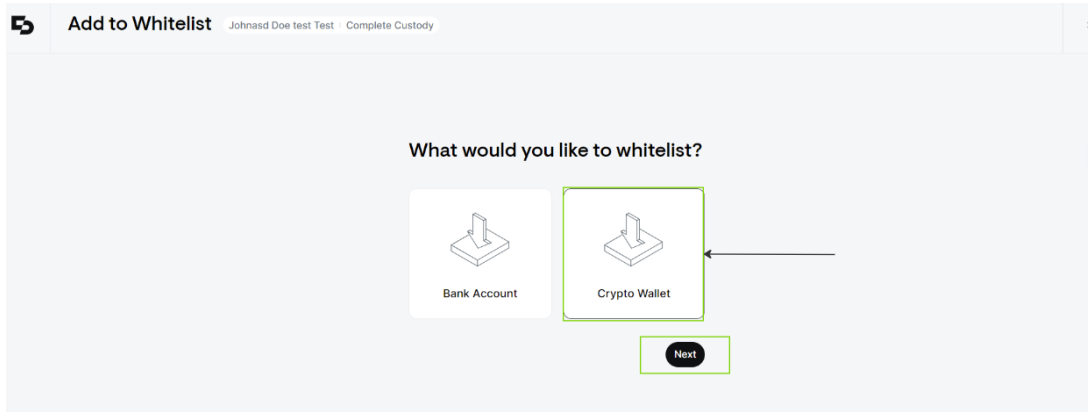 Add to Whitelist Johnasd Doe test Test Complete Custody
What would you like to whitelist?
Bank Account
Crypto Wallet
Next